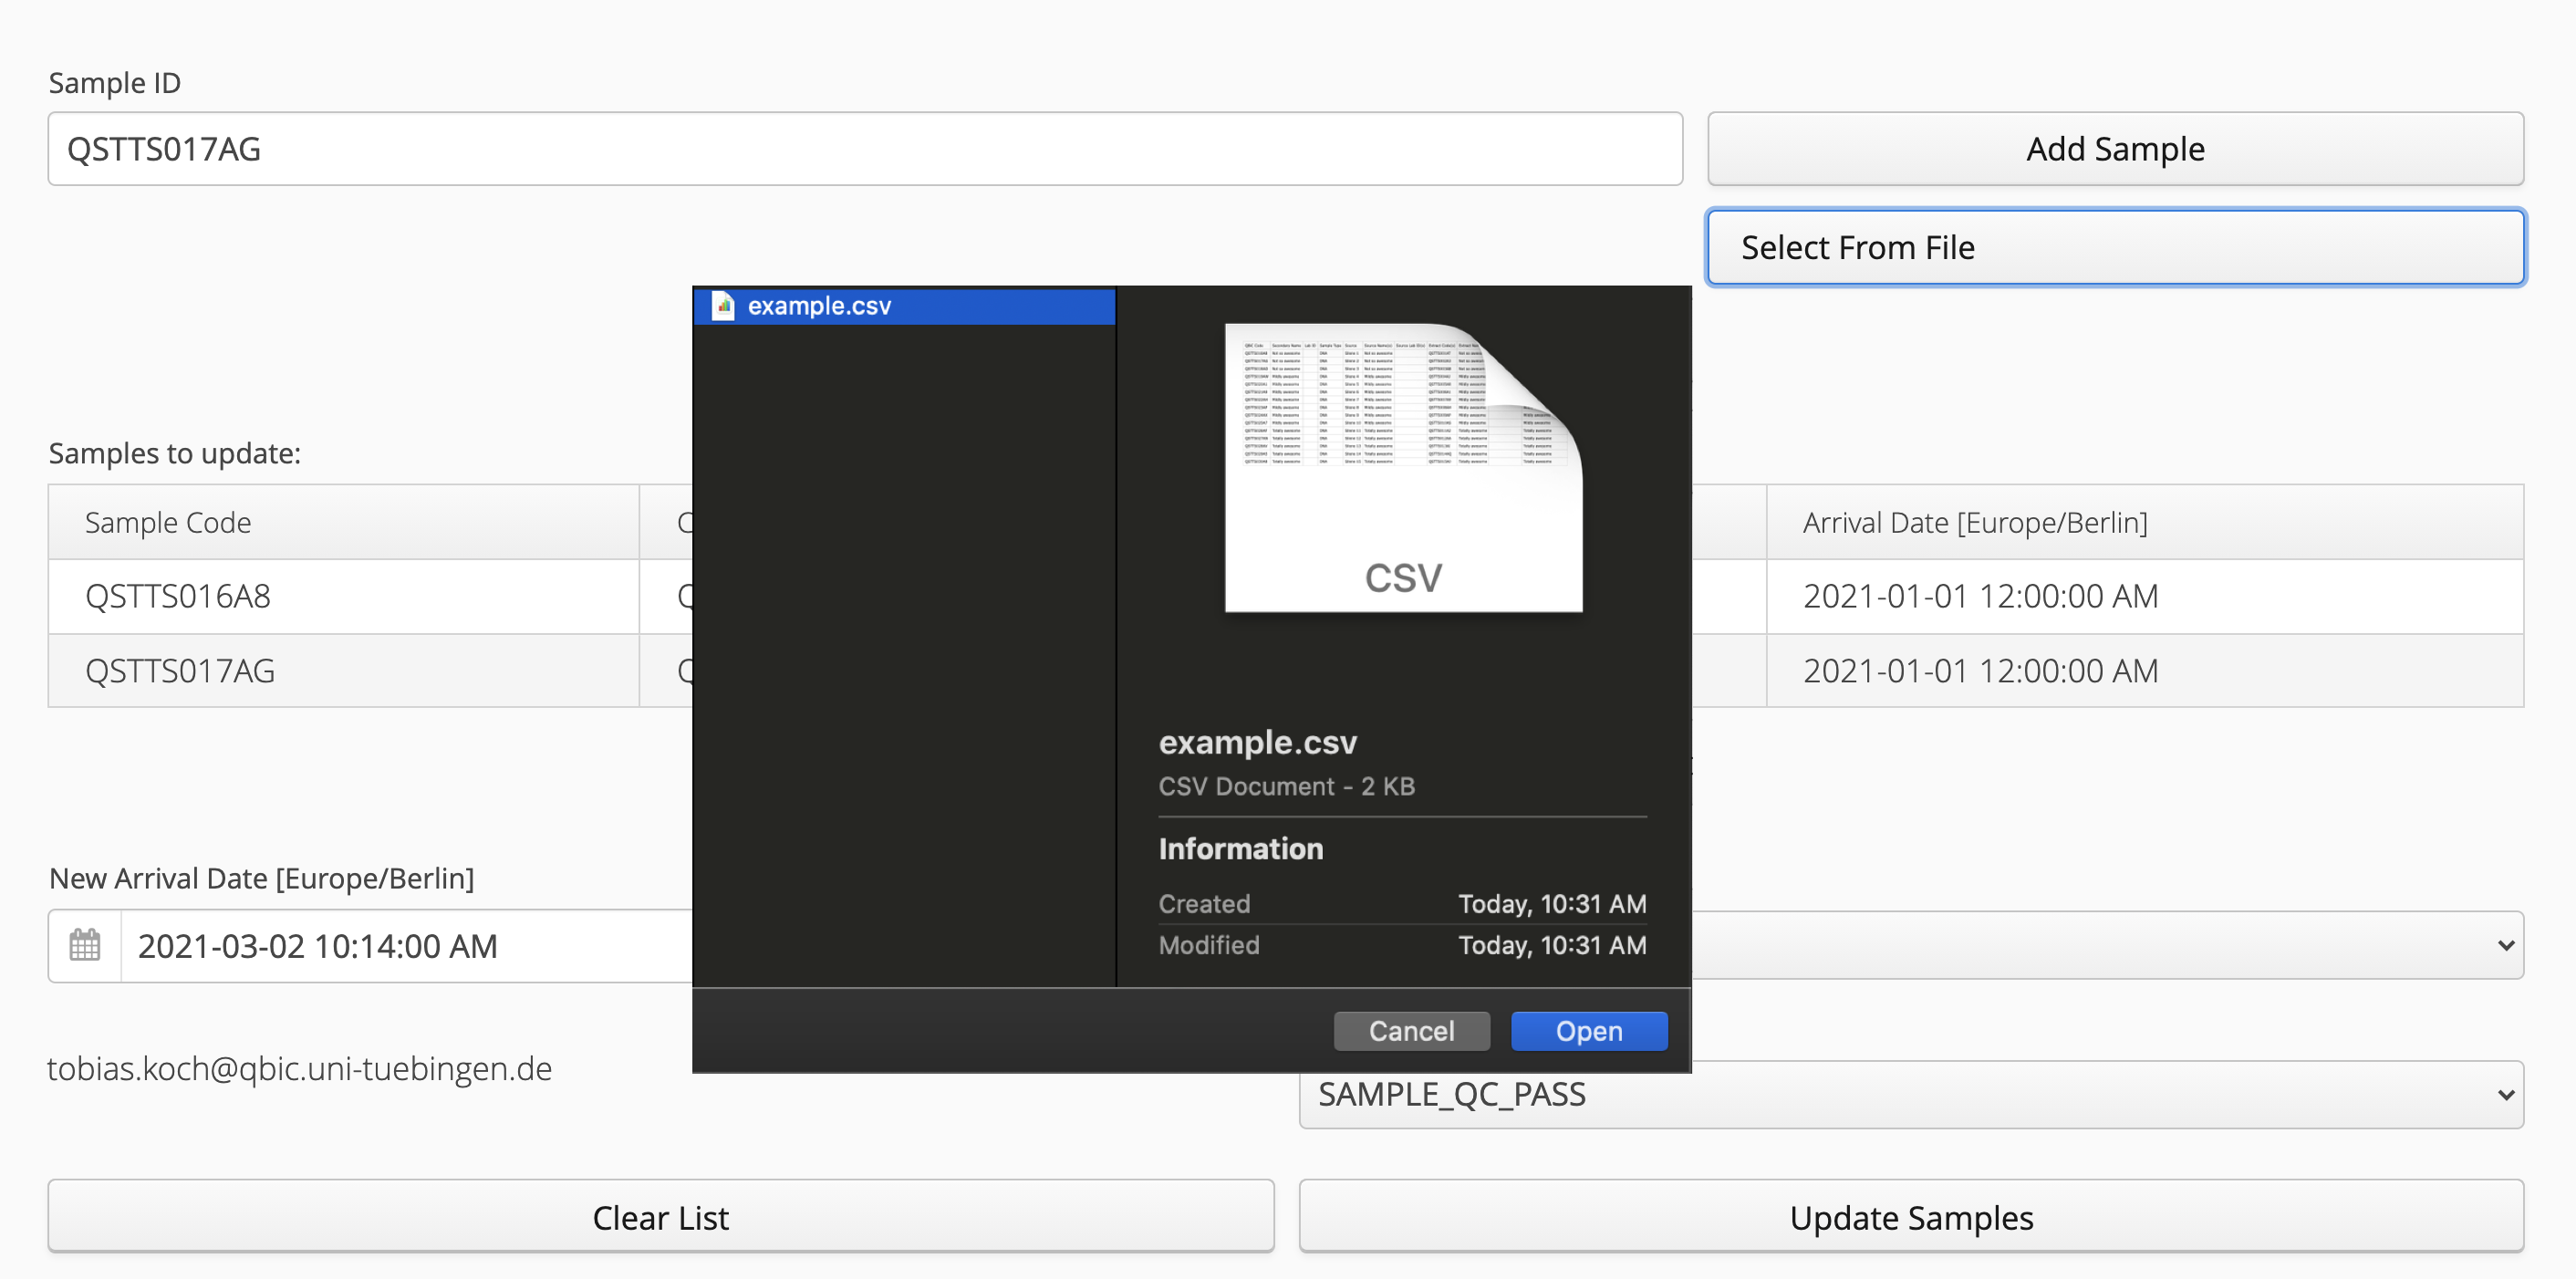 Sample ID
QSTTS017AG
Add Sample
Select From File
example.csv
CSV
Samples to update:
Sample Code
Arrival Date [Europe/Berlin]
QSTTS016A8
2021-01-01 12:00:00 AM
QSTTS017AG
2021-01-01 12:00:00 AM
example.csv
CSV Document - 2 KB
Information
Created Today, 10:31 AM
Modified Today, 10:31 AM
Cancel Open
New Arrival Date [Europe/Berlin]
2021-03-02 10:14:00 AM
tobias.koch@qbic.uni-tuebingen.de
SAMPLE_QC_PASS
Clear List
Update Samples